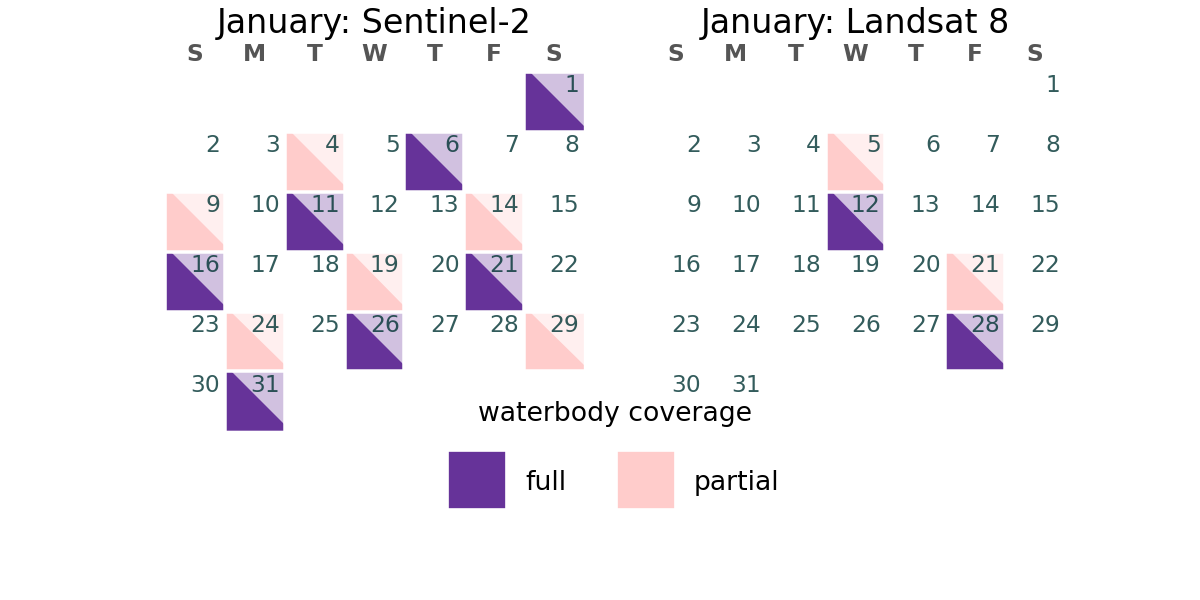 January: Sentinel-2
S M T W T F S
1
2 3 4 5 6 7 8
9 10 11 12 13 14 15
16 17 18 19 20 21 22
23 24 25 26 27 28 29
30 31
January: Landsat 8
S M T W T F S
1
2 3 4 5 6 7 8
9 10 11 12 13 14 15
16 17 18 19 20 21 22
23 24 25 26 27 28 29
30 31
waterbody coverage
full partial